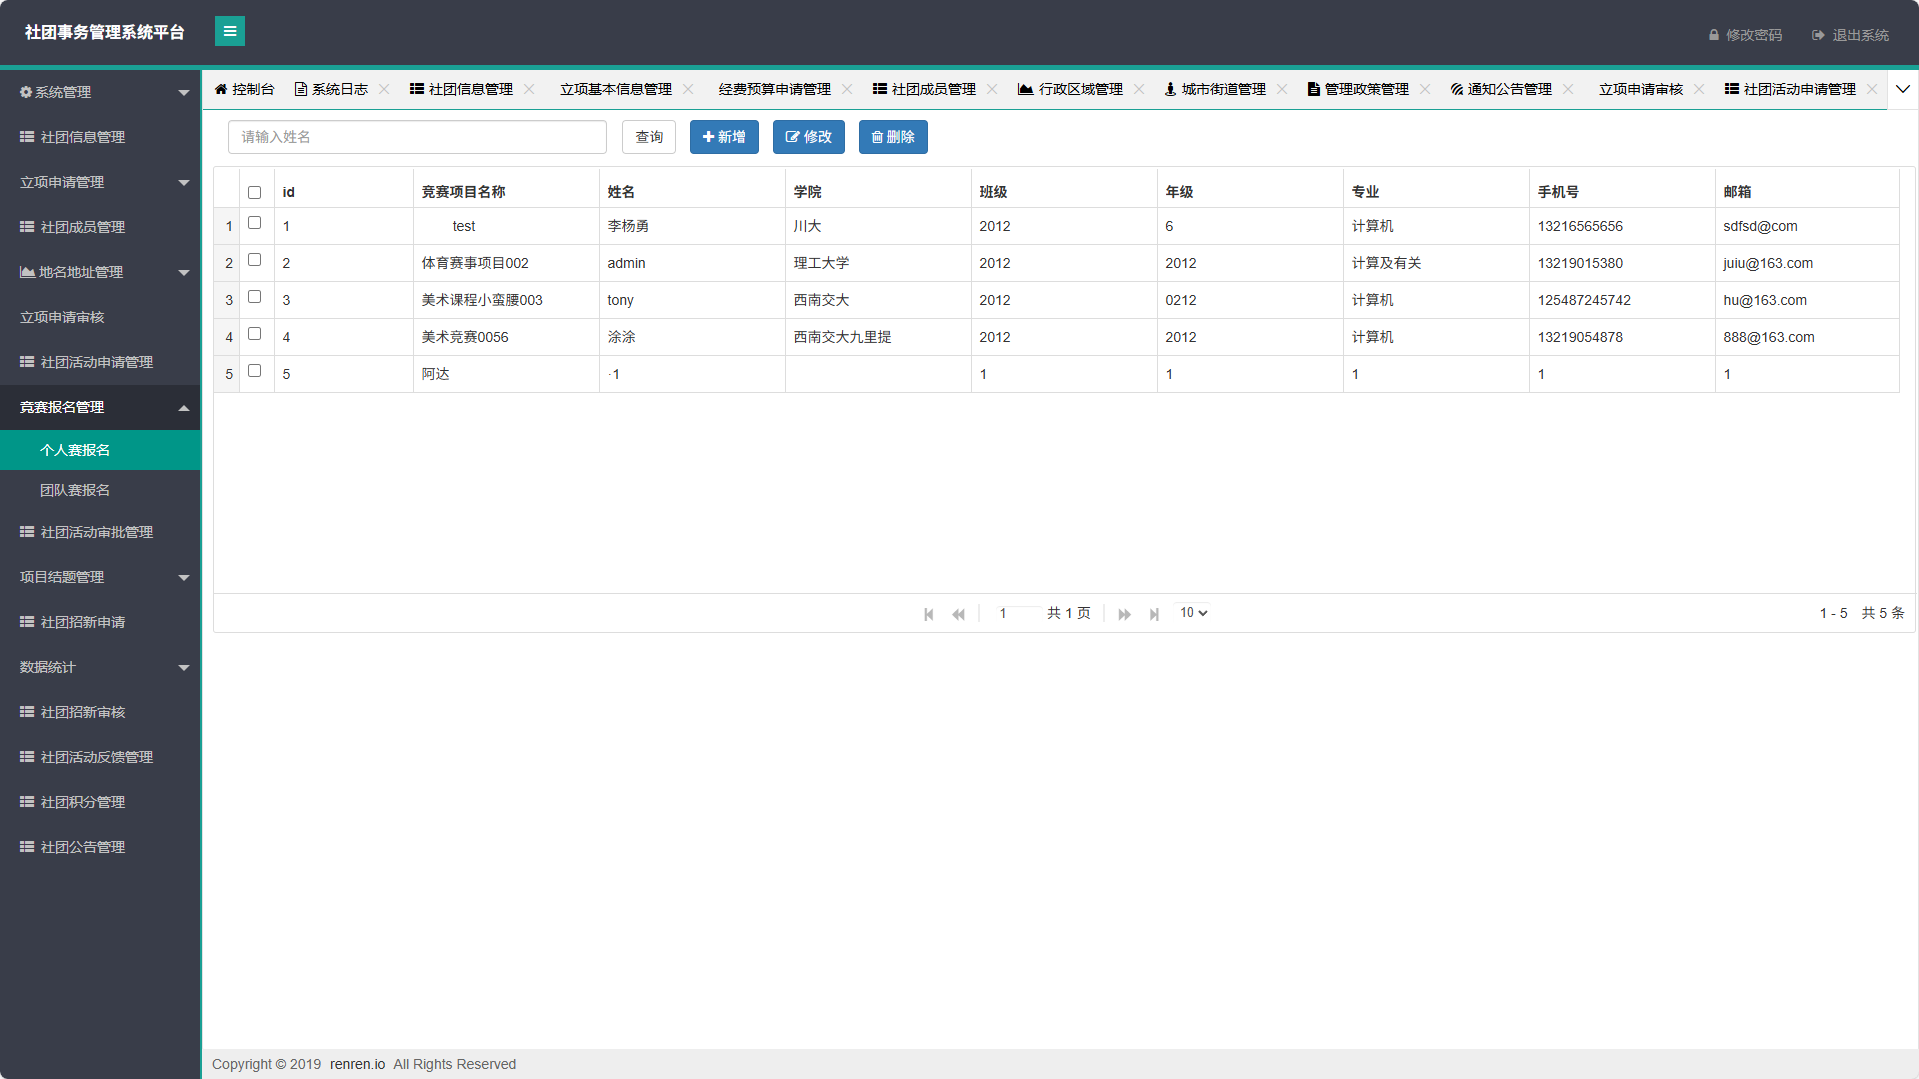 社团事务管理系统平台
修改密码 退出系统
控制台 系统日志 社团信息管理 立项基本信息管理 经费预算申请管理 社团成员管理 行政区域管理 城市街道管理 管理政策管理 通知公告管理 立项申请审核 社团活动申请管理
系统管理
社团信息管理
立项申请管理
社团成员管理
地名地址管理
立项申请审核
社团活动申请管理
竞赛报名管理
个人赛报名
团队赛报名
社团活动审批管理
项目结题管理
社团招新申请
数据统计
社团招新审核
社团活动反馈管理
社团积分管理
社团公告管理
请输入姓名 查询 新增 修改 删除
id 竞赛项目名称 姓名 学院 班级 年级 专业 手机号 邮箱
1 1 test 李杨勇 川大 2012 6 计算机 13216565656 sdfsd@com
2 2 体育赛事项目002 admin 理工大学 2012 2012 计算及有关 13219015380 juiu@163.com
3 3 美术课程小蛮腰003 tony 西南交大 2012 0212 计算机 125487245742 hu@163.com
4 4 美术竞赛0056 涂涂 西南交大九里提 2012 2012 计算机 13219054878 888@163.com
5 5 阿达 ·1 1 1 1 1 1
1 共 1 页 10 1 - 5 共 5 条
Copyright © 2019 renren.io All Rights Reserved